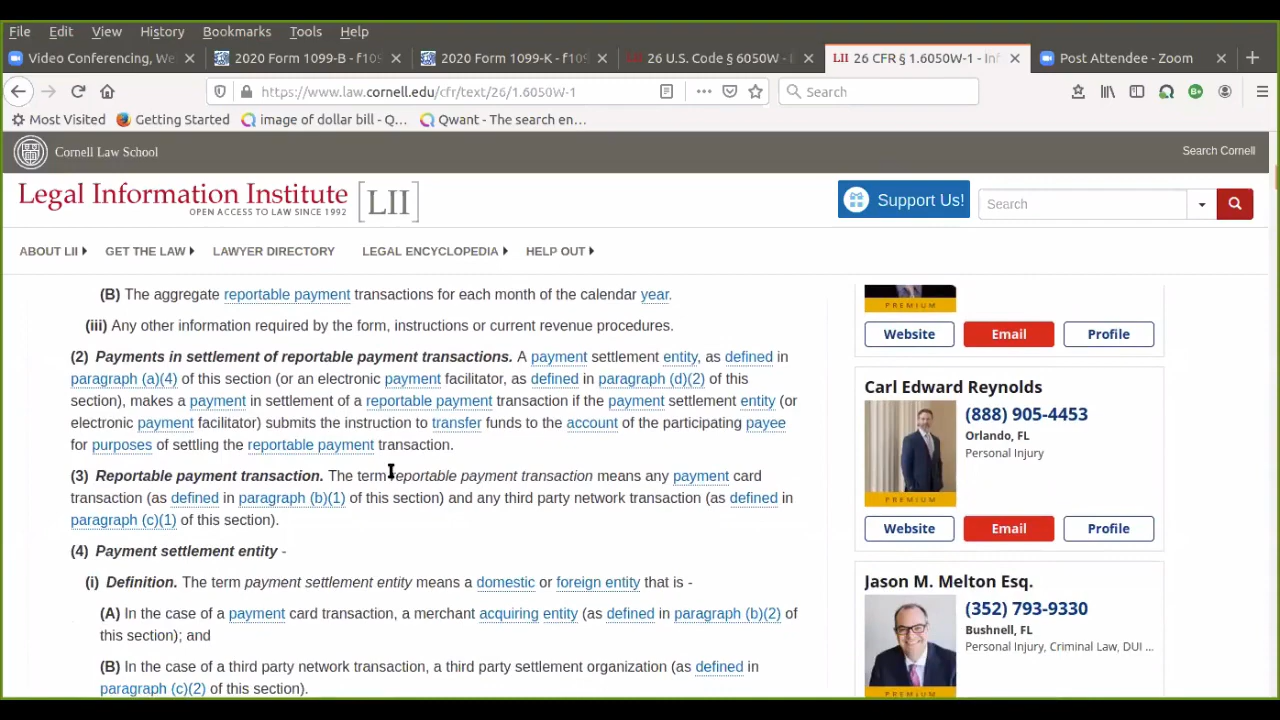 File Edit View History Bookmarks Tools Help
Video Conferencing, We 2020 Form 1099-B - f109 2020 Form 1099-K - f109 26 U.S. Code § 6050W - LII 26 CFR § 1.6050W-1 - Inf Post Attendee - Zoom
https://www.law.cornell.edu/cfr/text/26/1.6050W-1 Search
Most Visited Getting Started image of dollar bill - Q... Qwant - The search en...
Cornell Law School Search Cornell
Legal Information Institute [LII]
OPEN ACCESS TO LAW SINCE 1992
Support Us! Search
ABOUT LII GET THE LAW LAWYER DIRECTORY LEGAL ENCYCLOPEDIA HELP OUT
(B) The aggregate reportable payment transactions for each month of the calendar year.
(iii) Any other information required by the form, instructions or current revenue procedures.
(2) Payments in settlement of reportable payment transactions. A payment settlement entity, as defined in
paragraph (a)(4) of this section (or an electronic payment facilitator, as defined in paragraph (d)(2) of this
section), makes a payment in settlement of a reportable payment transaction if the payment settlement entity (or
electronic payment facilitator) submits the instruction to transfer funds to the account of the participating payee
for purposes of settling the reportable payment transaction.
(3) Reportable payment transaction. The term reportable payment transaction means any payment card
transaction (as defined in paragraph (b)(1) of this section) and any third party network transaction (as defined in
paragraph (c)(1) of this section).
(4) Payment settlement entity -
(i) Definition. The term payment settlement entity means a domestic or foreign entity that is -
(A) In the case of a payment card transaction, a merchant acquiring entity (as defined in paragraph (b)(2) of
this section); and
(B) In the case of a third party network transaction, a third party settlement organization (as defined in
paragraph (c)(2) of this section).
PREMIUM
Website Email Profile
Carl Edward Reynolds
(888) 905-4453
Orlando, FL
Personal Injury
PREMIUM
Website Email Profile
Jason M. Melton Esq.
(352) 793-9330
Bushnell, FL
Personal Injury, Criminal Law, DUI ...
PREMIUM